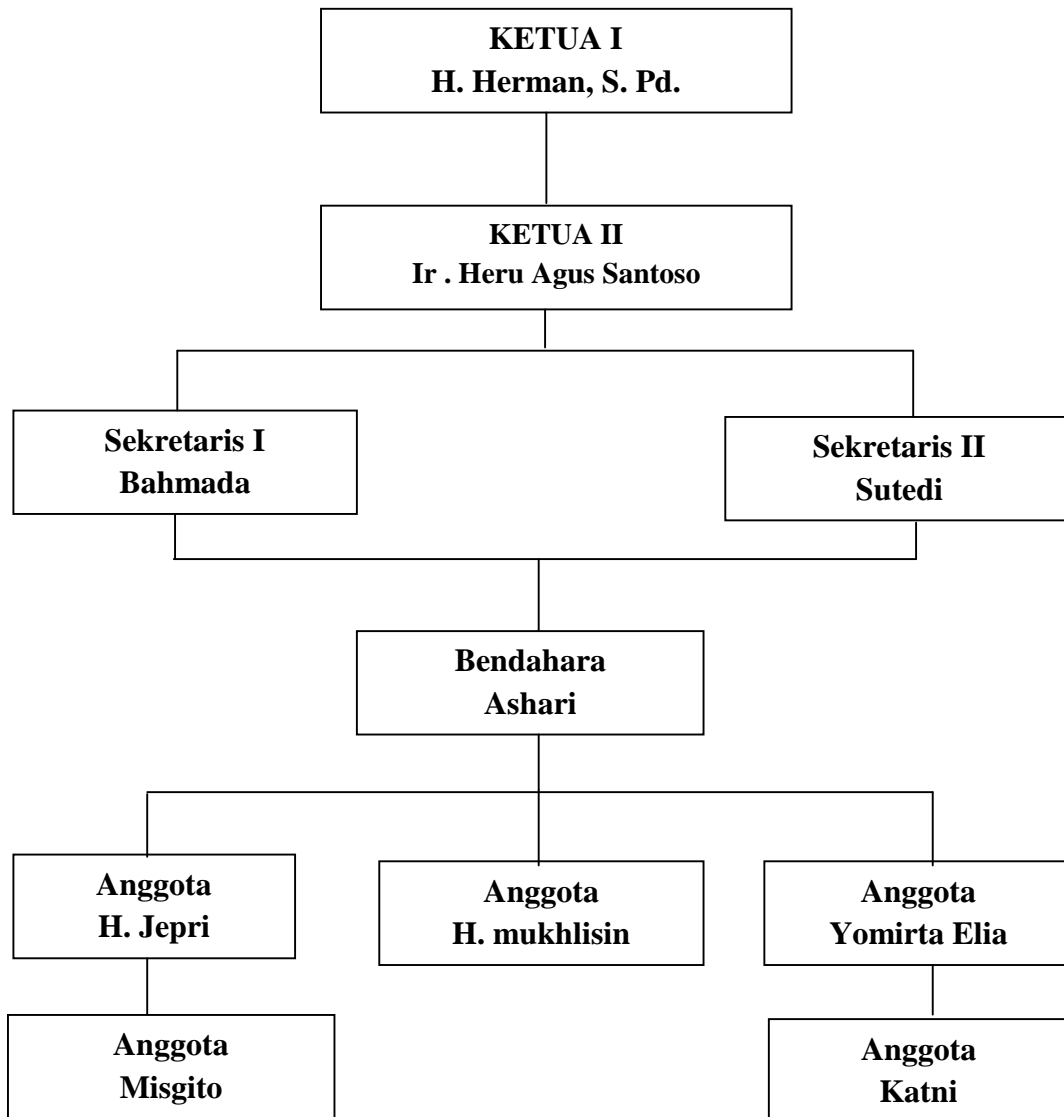 KETUA I
H. Herman, S. Pd.
KETUA II
Ir . Heru Agus Santoso
Sekretaris I
Bahmada
Sekretaris II
Sutedi
Bendahara
Ashari
Anggota
H. Jepri
Anggota
H. mukhlisin
Anggota
Yomirta Elia
Anggota
Misgito
Anggota
Katni